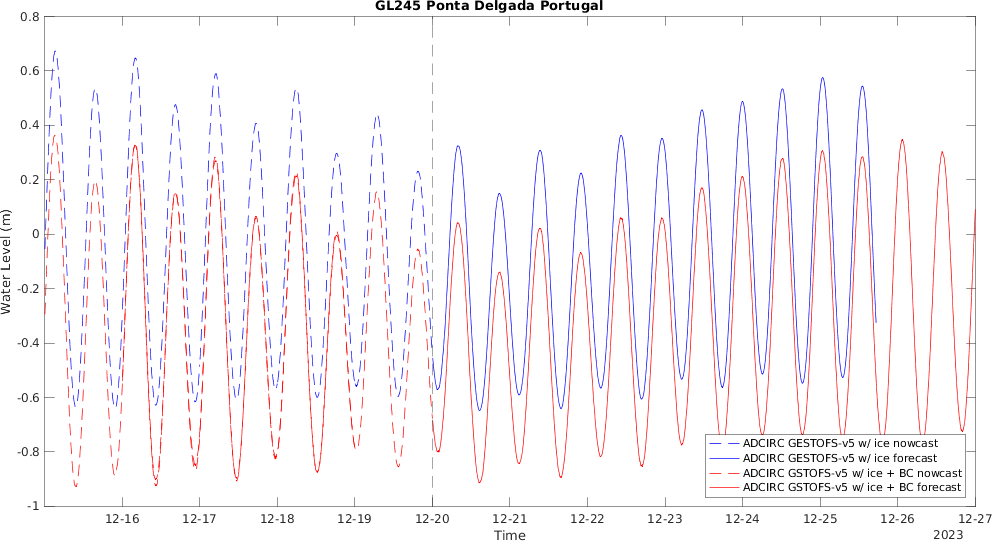 GL245 Ponta Delgada Portugal
0.8
0.6
0.4
0.2
0
-0.2
-0.4
-0.6
-0.8
-1
Water Level (m)
12-16 12-17 12-18 12-19 12-20 12-21 12-22 12-23 12-24 12-25 12-26 12-27
Time
2023
ADCIRC GESTOFS-v5 w/ ice nowcast
ADCIRC GESTOFS-v5 w/ ice forecast
ADCIRC GSTOFS-v5 w/ ice + BC nowcast
ADCIRC GSTOFS-v5 w/ ice + BC forecast